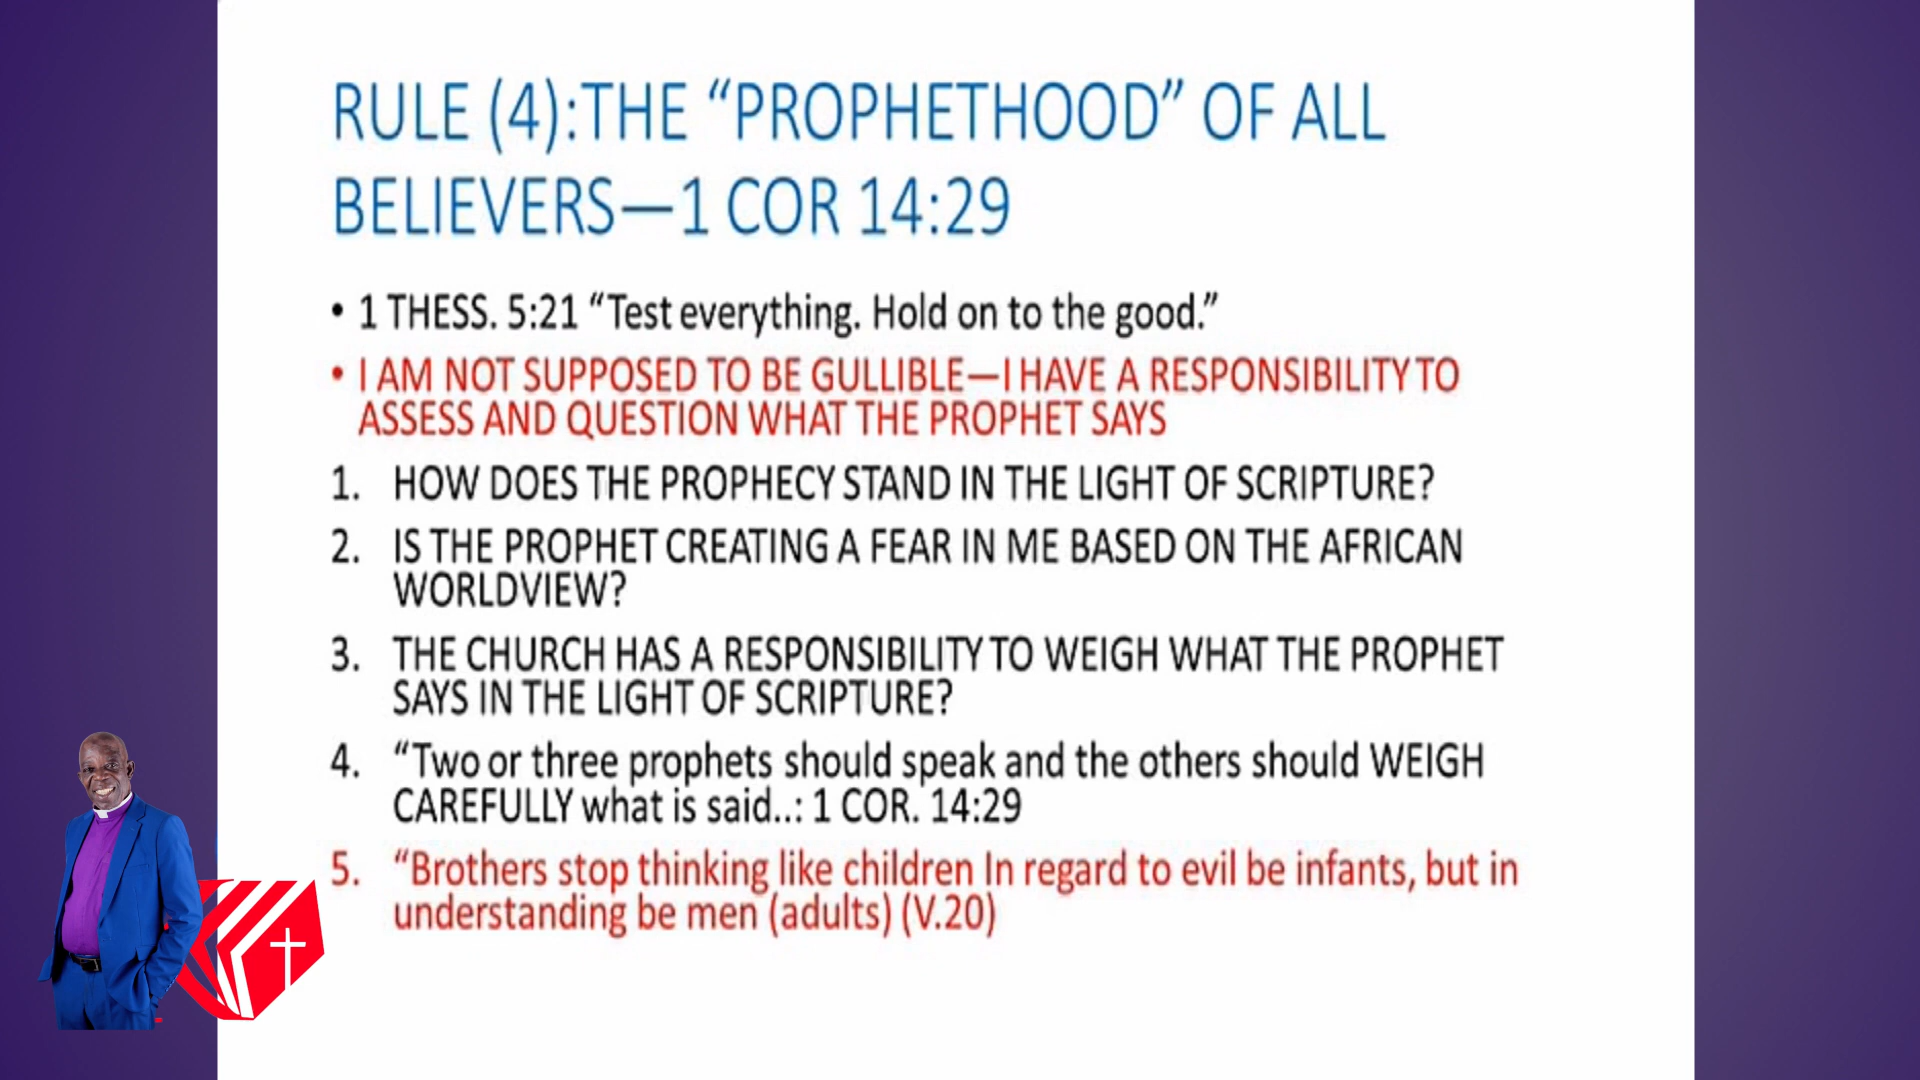 RULE (4):THE “PROPHETHOOD” OF ALL
BELIEVERS—1 COR 14:29
• 1 THESS. 5:21 “Test everything. Hold on to the good.”
• I AM NOT SUPPOSED TO BE GULLIBLE—I HAVE A RESPONSIBILITY TO
ASSESS AND QUESTION WHAT THE PROPHET SAYS
1. HOW DOES THE PROPHECY STAND IN THE LIGHT OF SCRIPTURE?
2. IS THE PROPHET CREATING A FEAR IN ME BASED ON THE AFRICAN
WORLDVIEW?
3. THE CHURCH HAS A RESPONSIBILITY TO WEIGH WHAT THE PROPHET
SAYS IN THE LIGHT OF SCRIPTURE?
4. “Two or three prophets should speak and the others should WEIGH
CAREFULLY what is said..: 1 COR. 14:29
5. “Brothers stop thinking like children In regard to evil be infants, but in
understanding be men (adults) (V.20)